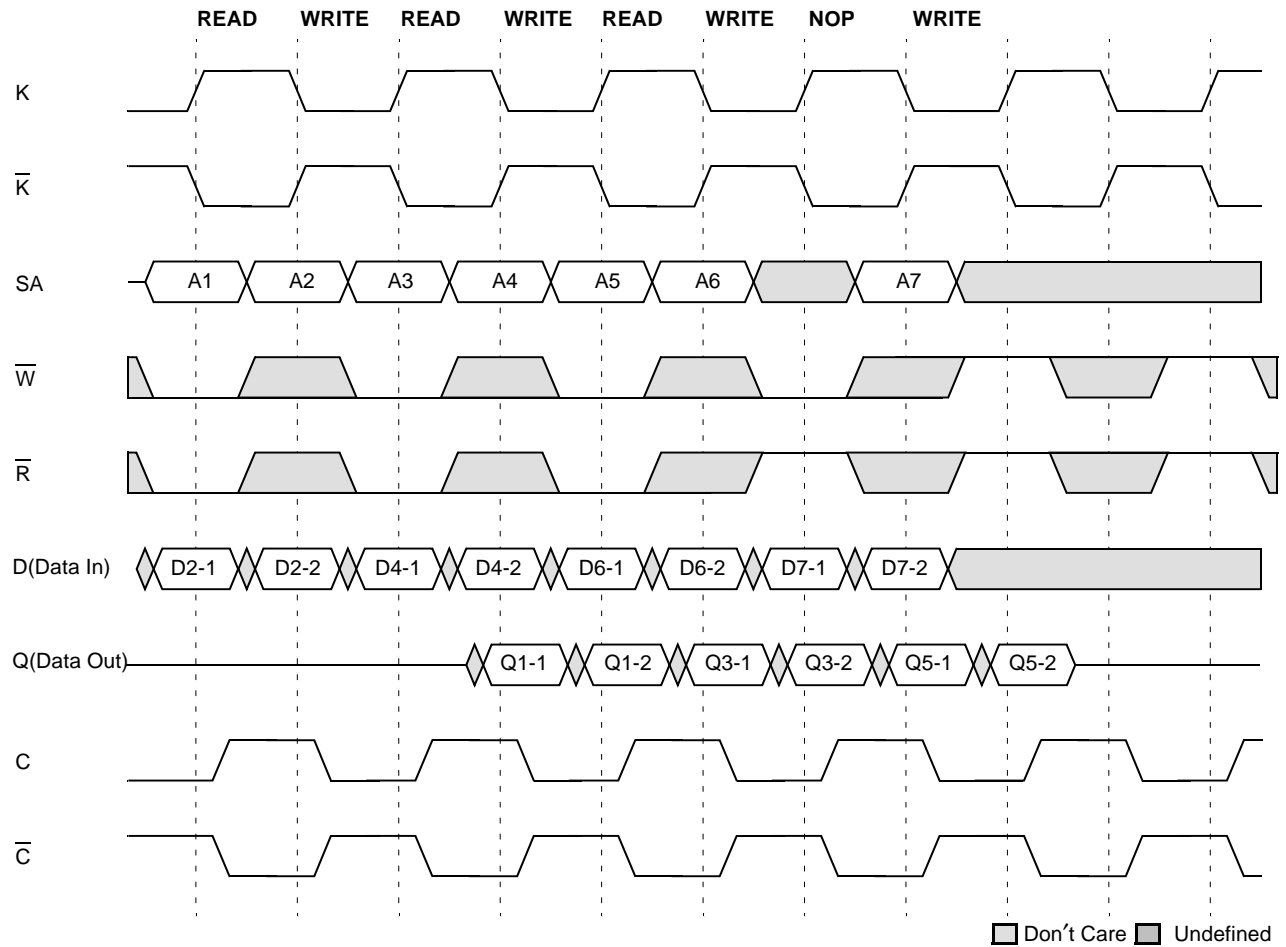 READ WRITE READ WRITE READ WRITE NOP WRITE
K
K̅
SA A1 A2 A3 A4 A5 A6 A7
W̅
R̅
D(Data In) D2-1 D2-2 D4-1 D4-2 D6-1 D6-2 D7-1 D7-2
Q(Data Out) Q1-1 Q1-2 Q3-1 Q3-2 Q5-1 Q5-2
C
C̅
Don′t Care Undefined